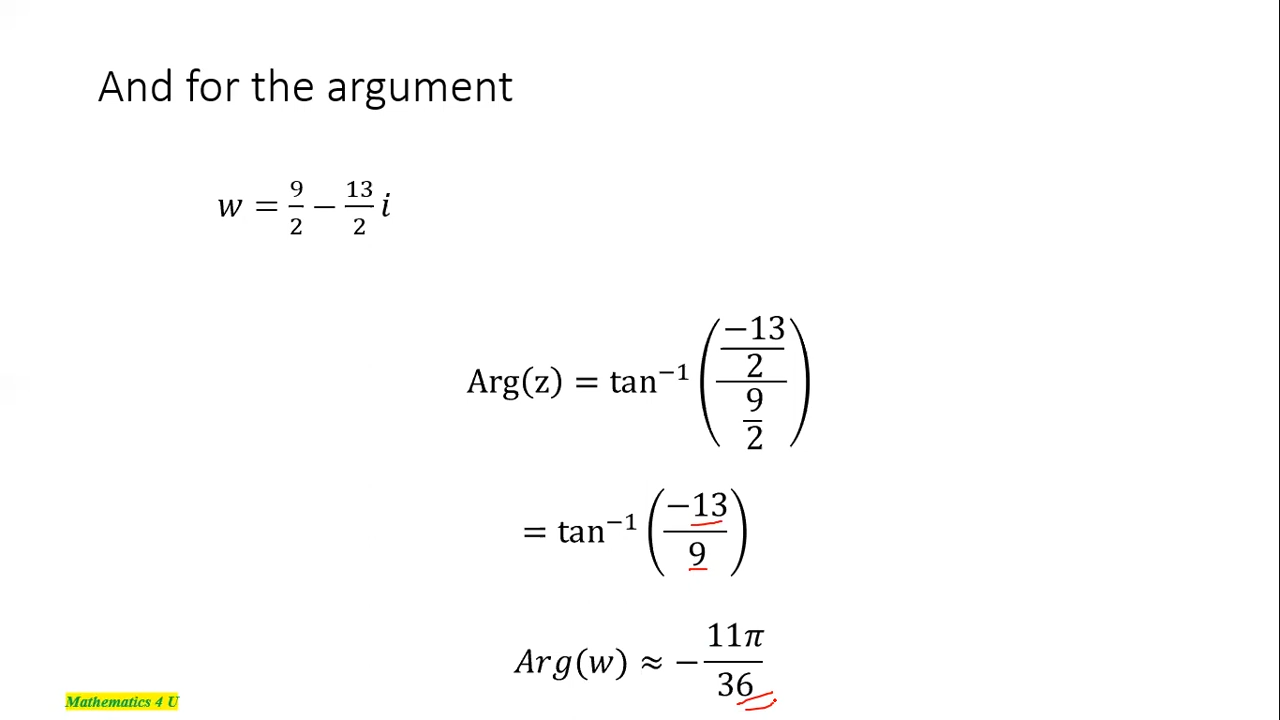 And for the argument
w = 9/2 − 13/2 i
Arg(z) = tan⁻¹((−13/2)/(9/2))
= tan⁻¹(−13/9)
Arg(w) ≈ − 11π/36
Mathematics 4 U